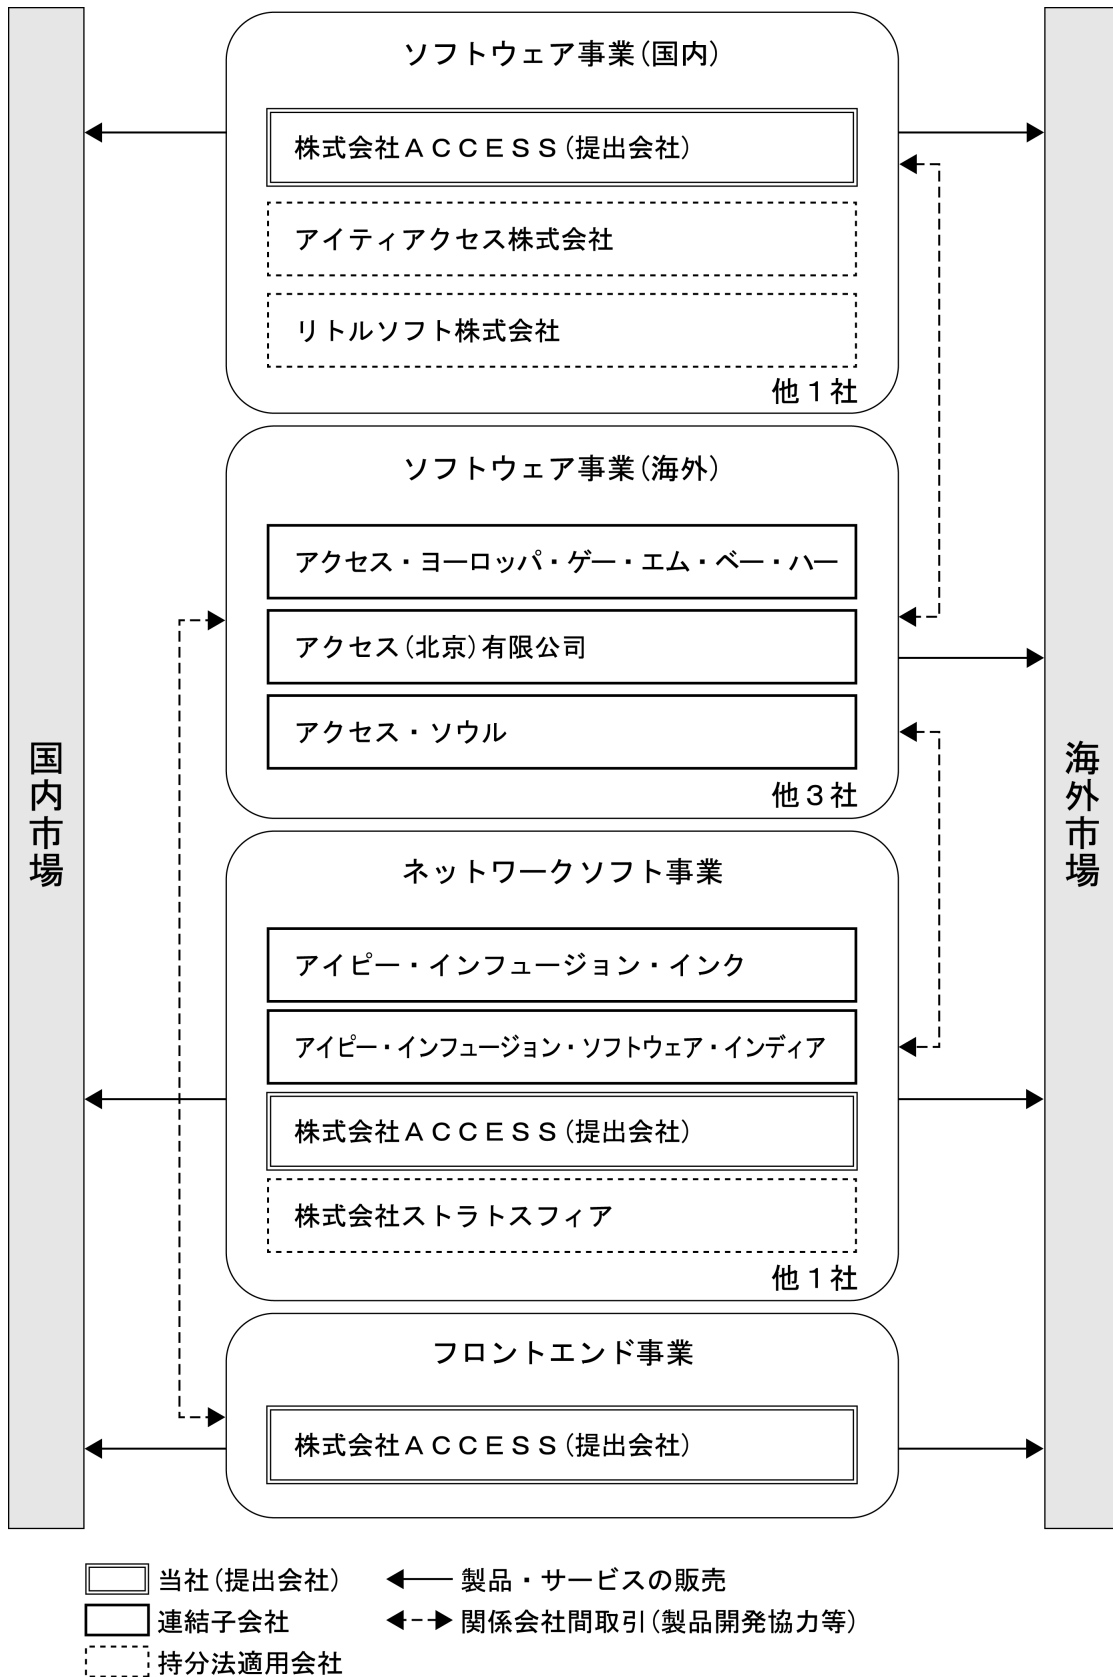 国内市場
ソフトウェア事業(国内)
株式会社ACCESS(提出会社)
アイティアクセス株式会社
リトルソフト株式会社
他1社
ソフトウェア事業(海外)
アクセス・ヨーロッパ・ゲー・エム・ベー・ハー
アクセス(北京)有限公司
アクセス・ソウル
他3社
ネットワークソフト事業
アイピー・インフュージョン・インク
アイピー・インフュージョン・ソフトウェア・インディア
株式会社ACCESS(提出会社)
株式会社ストラトスフィア
他1社
フロントエンド事業
株式会社ACCESS(提出会社)
海外市場
当社(提出会社)
製品・サービスの販売
連結子会社
関係会社間取引(製品開発協力等)
持分法適用会社